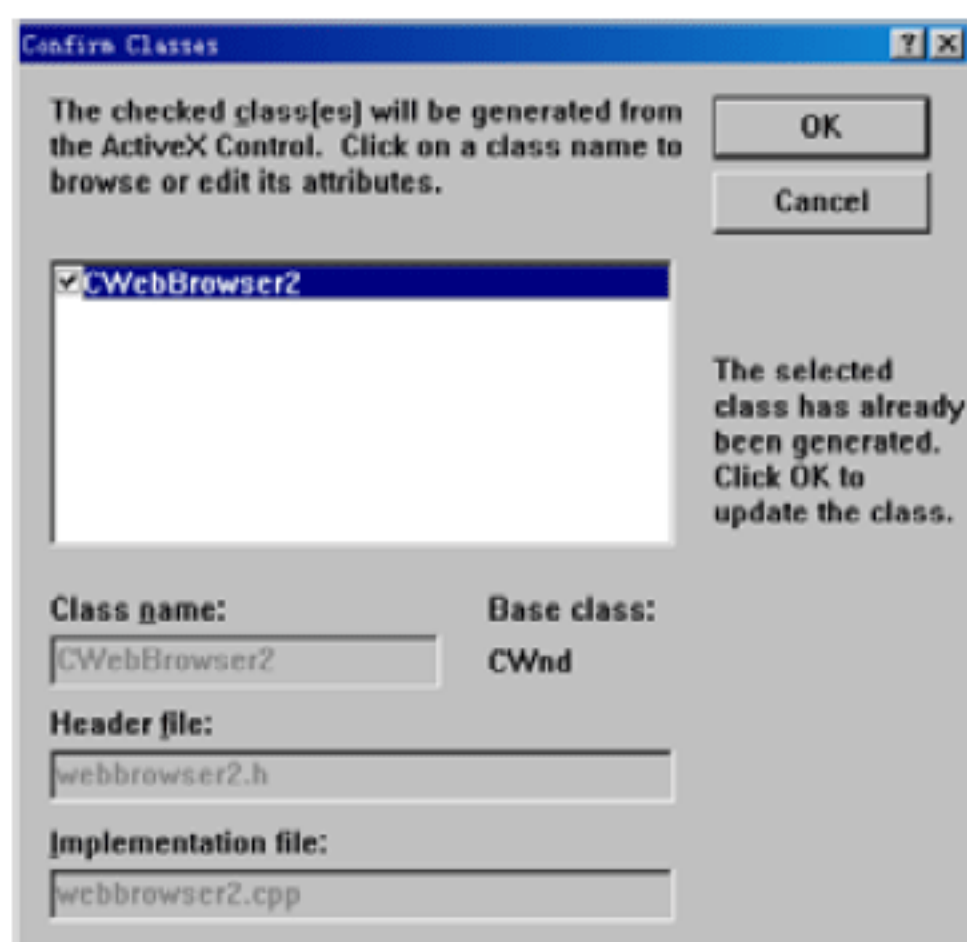 Confirm Classes
The checked class(es) will be generated from
the ActiveX Control. Click on a class name to
browse or edit its attributes.
OK
Cancel
CWebBrowser2
The selected
class has already
been generated.
Click OK to
update the class.
Class name:
Base class:
CWebBrowser2
CWnd
Header file:
webbrowser2.h
Implementation file:
webbrowser2.cpp